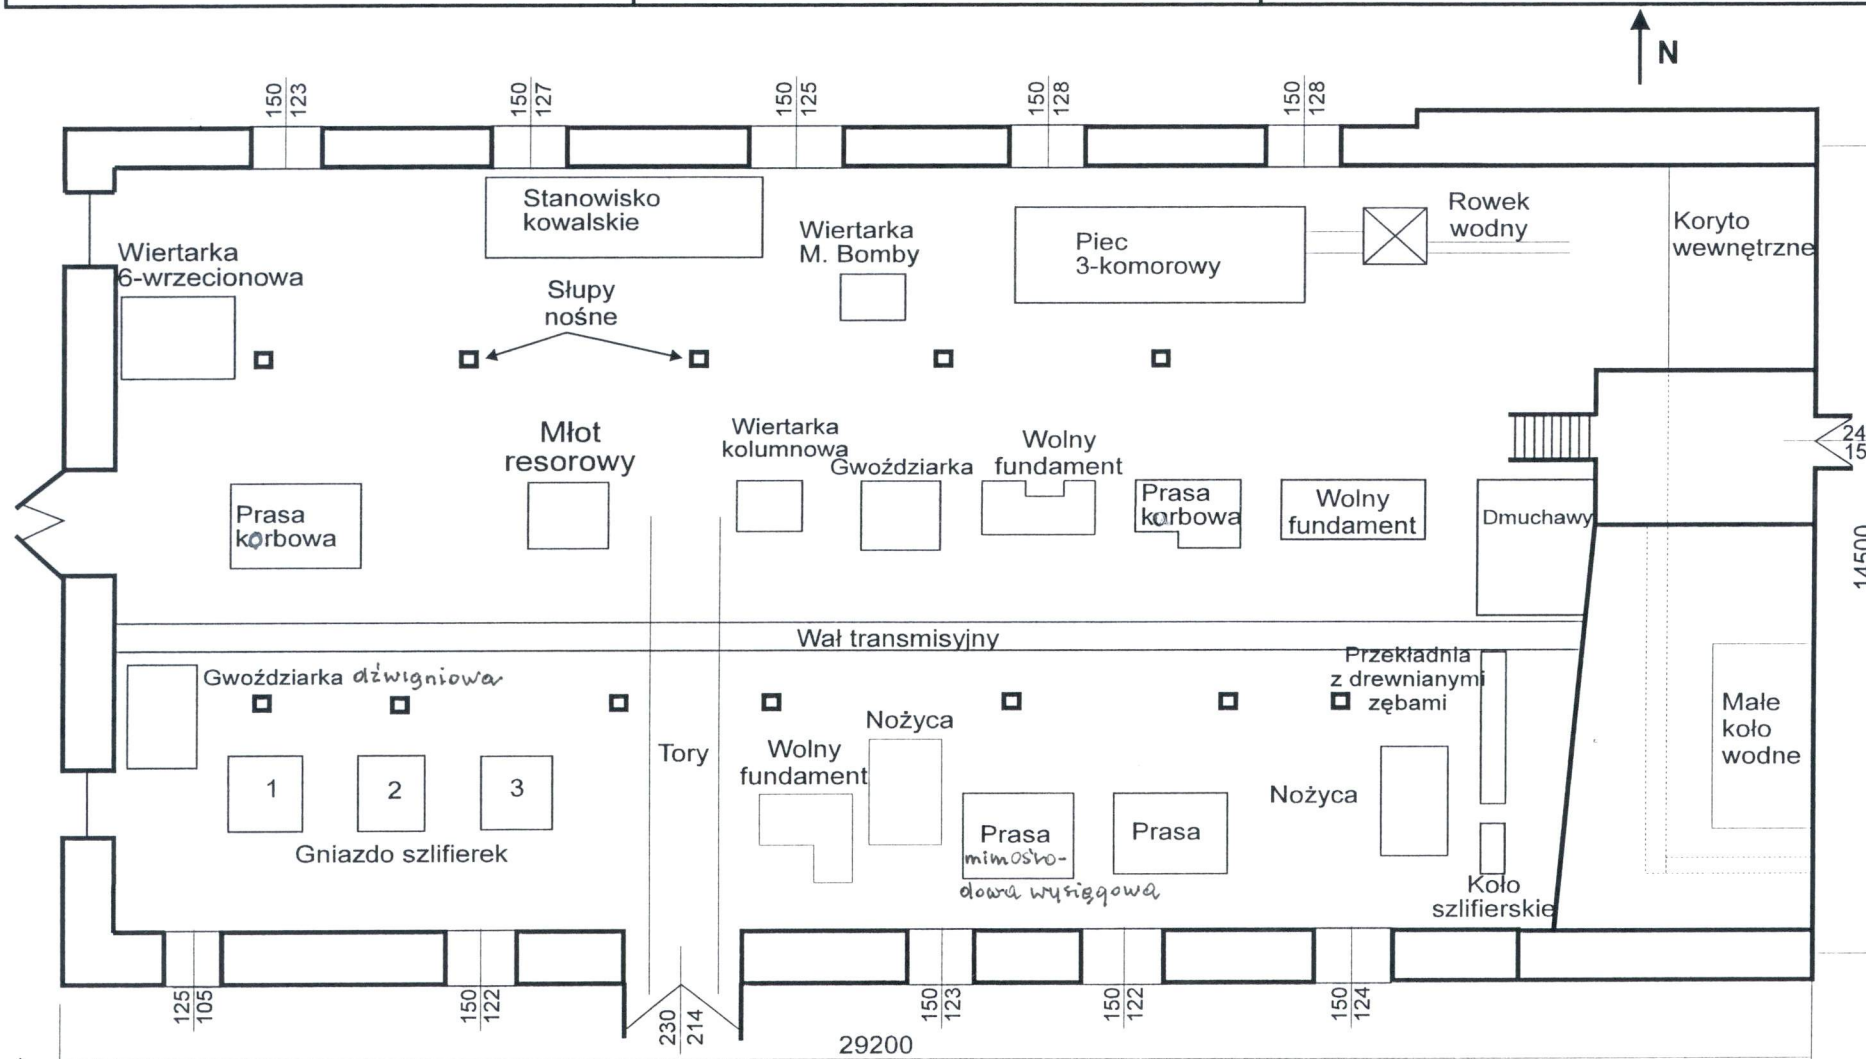 N
150
123
150
127
150
125
150
128
150
128
Stanowisko
kowalskie
Wiertarka
M. Bomby
Piec
3-komorowy
Rowek
wodny
Koryto
wewnętrzne
Wiertarka
6-wrzecionowa
Słupy
nośne
Młot
resorowy
Wiertarka
kolumnowa
Gwoździarka
Wolny
fundament
Prasa
korbowa
Prasa
korbowa
Wolny
fundament
Dmuchawy
24
15
14500
Wał transmisyjny
Gwoździarka dźwigniowa
Przekładnia
z drewnianymi
zębami
Małe
koło
wodne
1
2
3
Gniazdo szlifierek
Tory
Wolny
fundament
Nożyca
Prasa
mimośro-
dowa wysięgowa
Prasa
Nożyca
Koło
szlifierskie
125
105
150
122
230
214
150
123
150
122
150
124
29200